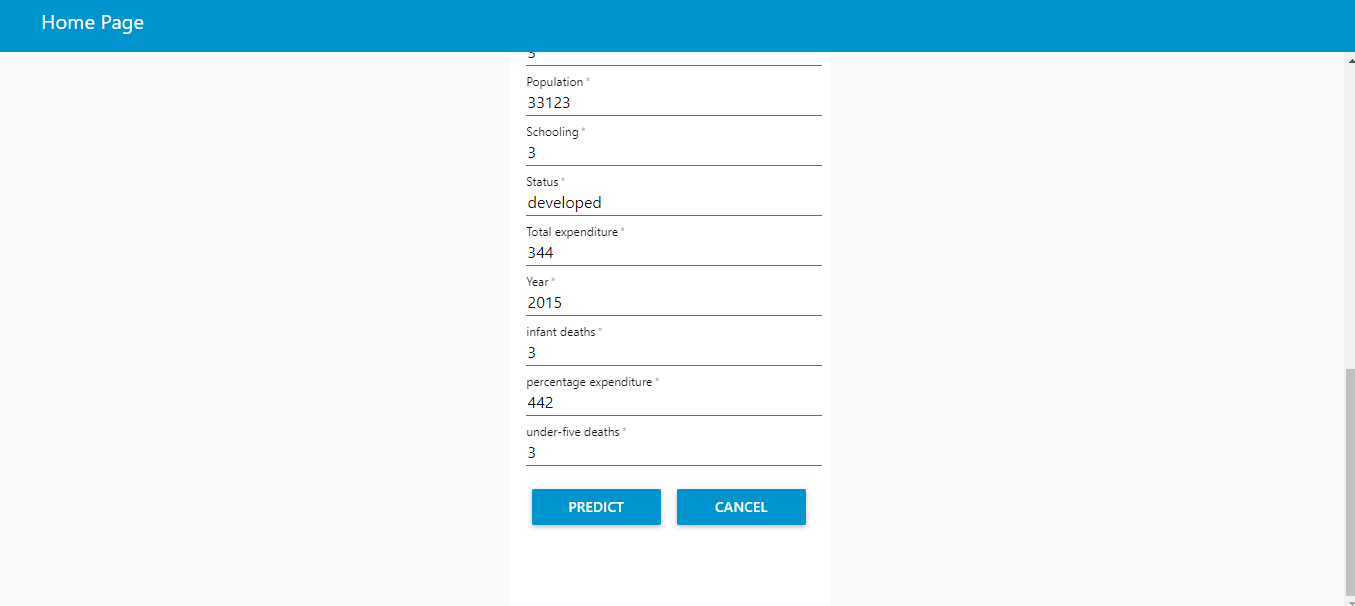 Home Page
Population *
33123
Schooling *
3
Status *
developed
Total expenditure *
344
Year *
2015
infant deaths *
3
percentage expenditure *
442
under-five deaths *
3
PREDICT CANCEL